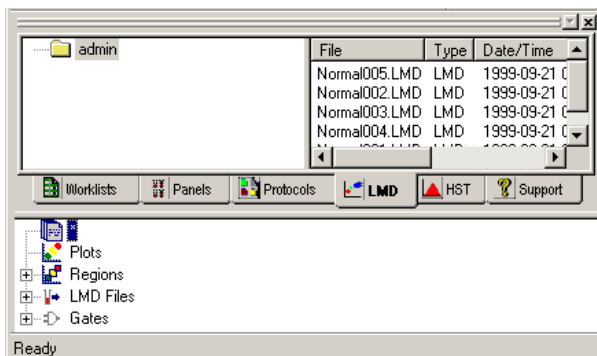 admin
File Type Date/Time
Normal005.LMD LMD 1999-09-21
Normal002.LMD LMD 1999-09-21
Normal003.LMD LMD 1999-09-21
Normal004.LMD LMD 1999-09-21
Worklists Panels Protocols LMD HST Support
Plots
Regions
LMD Files
Gates
Ready